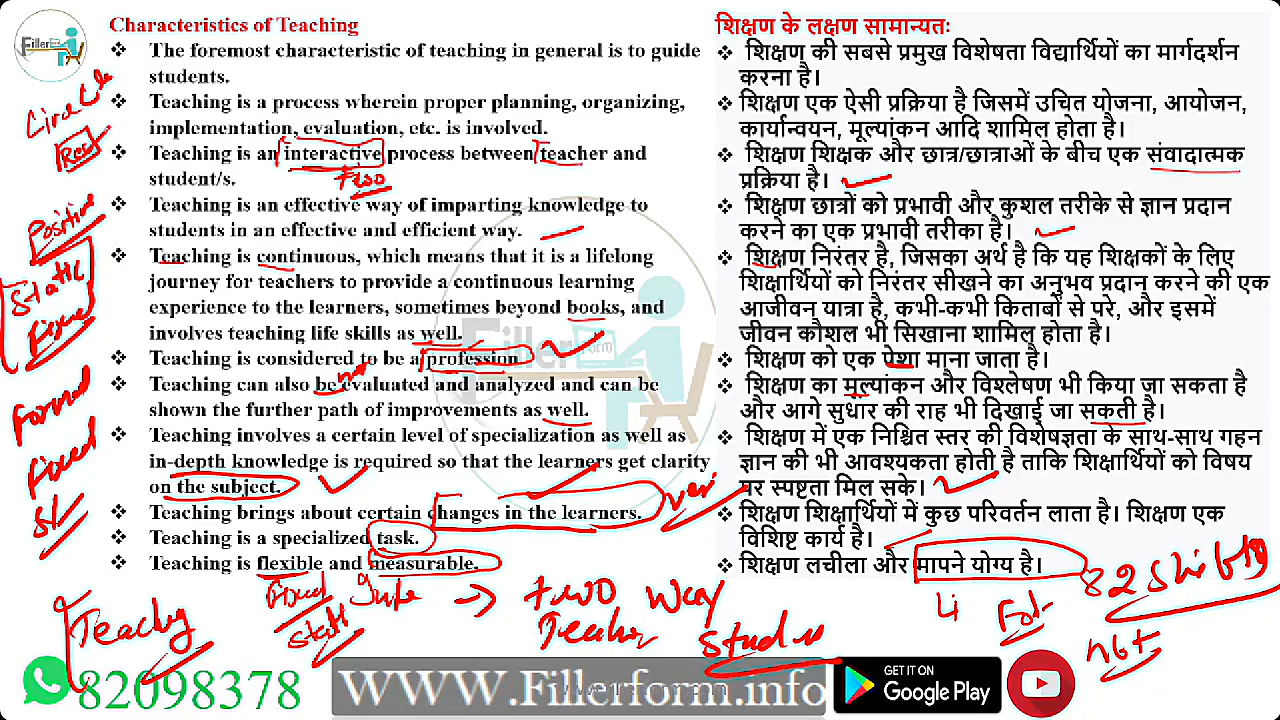 Characteristics of Teaching
❖ The foremost characteristic of teaching in general is to guide
students.
❖ Teaching is a process wherein proper planning, organizing,
implementation, evaluation, etc. is involved.
❖ Teaching is an interactive process between teacher and
student/s.
❖ Teaching is an effective way of imparting knowledge to
students in an effective and efficient way.
❖ Teaching is continuous, which means that it is a lifelong
journey for teachers to provide a continuous learning
experience to the learners, sometimes beyond books, and
involves teaching life skills as well.
❖ Teaching is considered to be a profession
❖ Teaching can also be evaluated and analyzed and can be
shown the further path of improvements as well.
❖ Teaching involves a certain level of specialization as well as
in-depth knowledge is required so that the learners get clarity
on the subject.
❖ Teaching brings about certain changes in the learners.
❖ Teaching is a specialized task.
❖ Teaching is flexible and measurable.
शिक्षण के लक्षण सामान्यतः
❖ शिक्षण की सबसे प्रमुख विशेषता विद्यार्थियों का मार्गदर्शन
करना है।
❖ शिक्षण एक ऐसी प्रक्रिया है जिसमें उचित योजना, आयोजन,
कार्यान्वयन, मूल्यांकन आदि शामिल होता है।
❖ शिक्षण शिक्षक और छात्र/छात्राओं के बीच एक संवादात्मक
प्रक्रिया है।
❖ शिक्षण छात्रों को प्रभावी और कुशल तरीके से ज्ञान प्रदान
करने का एक प्रभावी तरीका है।
❖ शिक्षण निरंतर है, जिसका अर्थ है कि यह शिक्षकों के लिए
शिक्षार्थियों को निरंतर सीखने का अनुभव प्रदान करने की एक
आजीवन यात्रा है, कभी-कभी किताबों से परे, और इसमें
जीवन कौशल भी सिखाना शामिल होता है।
❖ शिक्षण को एक पेशा माना जाता है।
❖ शिक्षण का मूल्यांकन और विश्लेषण भी किया जा सकता है
और आगे सुधार की राह भी दिखाई जा सकती है।
❖ शिक्षण में एक निश्चित स्तर की विशेषज्ञता के साथ-साथ गहन
ज्ञान की भी आवश्यकता होती है ताकि शिक्षार्थियों को विषय
पर स्पष्टता मिल सके।
❖ शिक्षण शिक्षार्थियों में कुछ परिवर्तन लाता है। शिक्षण एक
विशिष्ट कार्य है।
❖ शिक्षण लचीला और मापने योग्य है।
Two
Positive
Static
Formal
Fixed
Fixed
Static
Two Way
Teacher
82098378
www.Fillerform.info
GET IT ON
Google Play